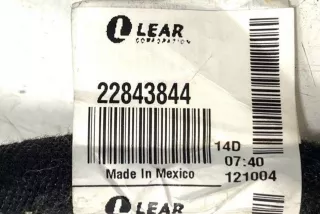 LEAR
CORPORATION
22843844
14D
07:40
Made In Mexico
121004
LEAR